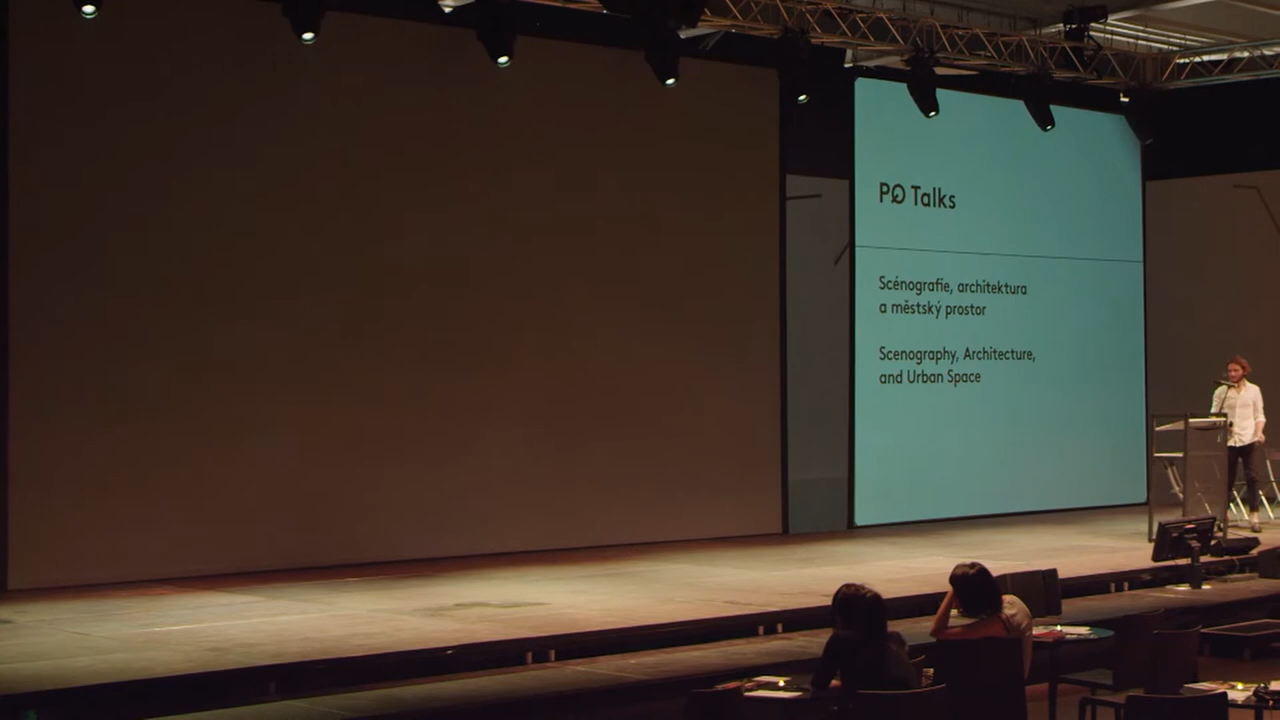 PQ Talks
Scénografie, architektura
a městský prostor
Scenography, Architecture,
and Urban Space